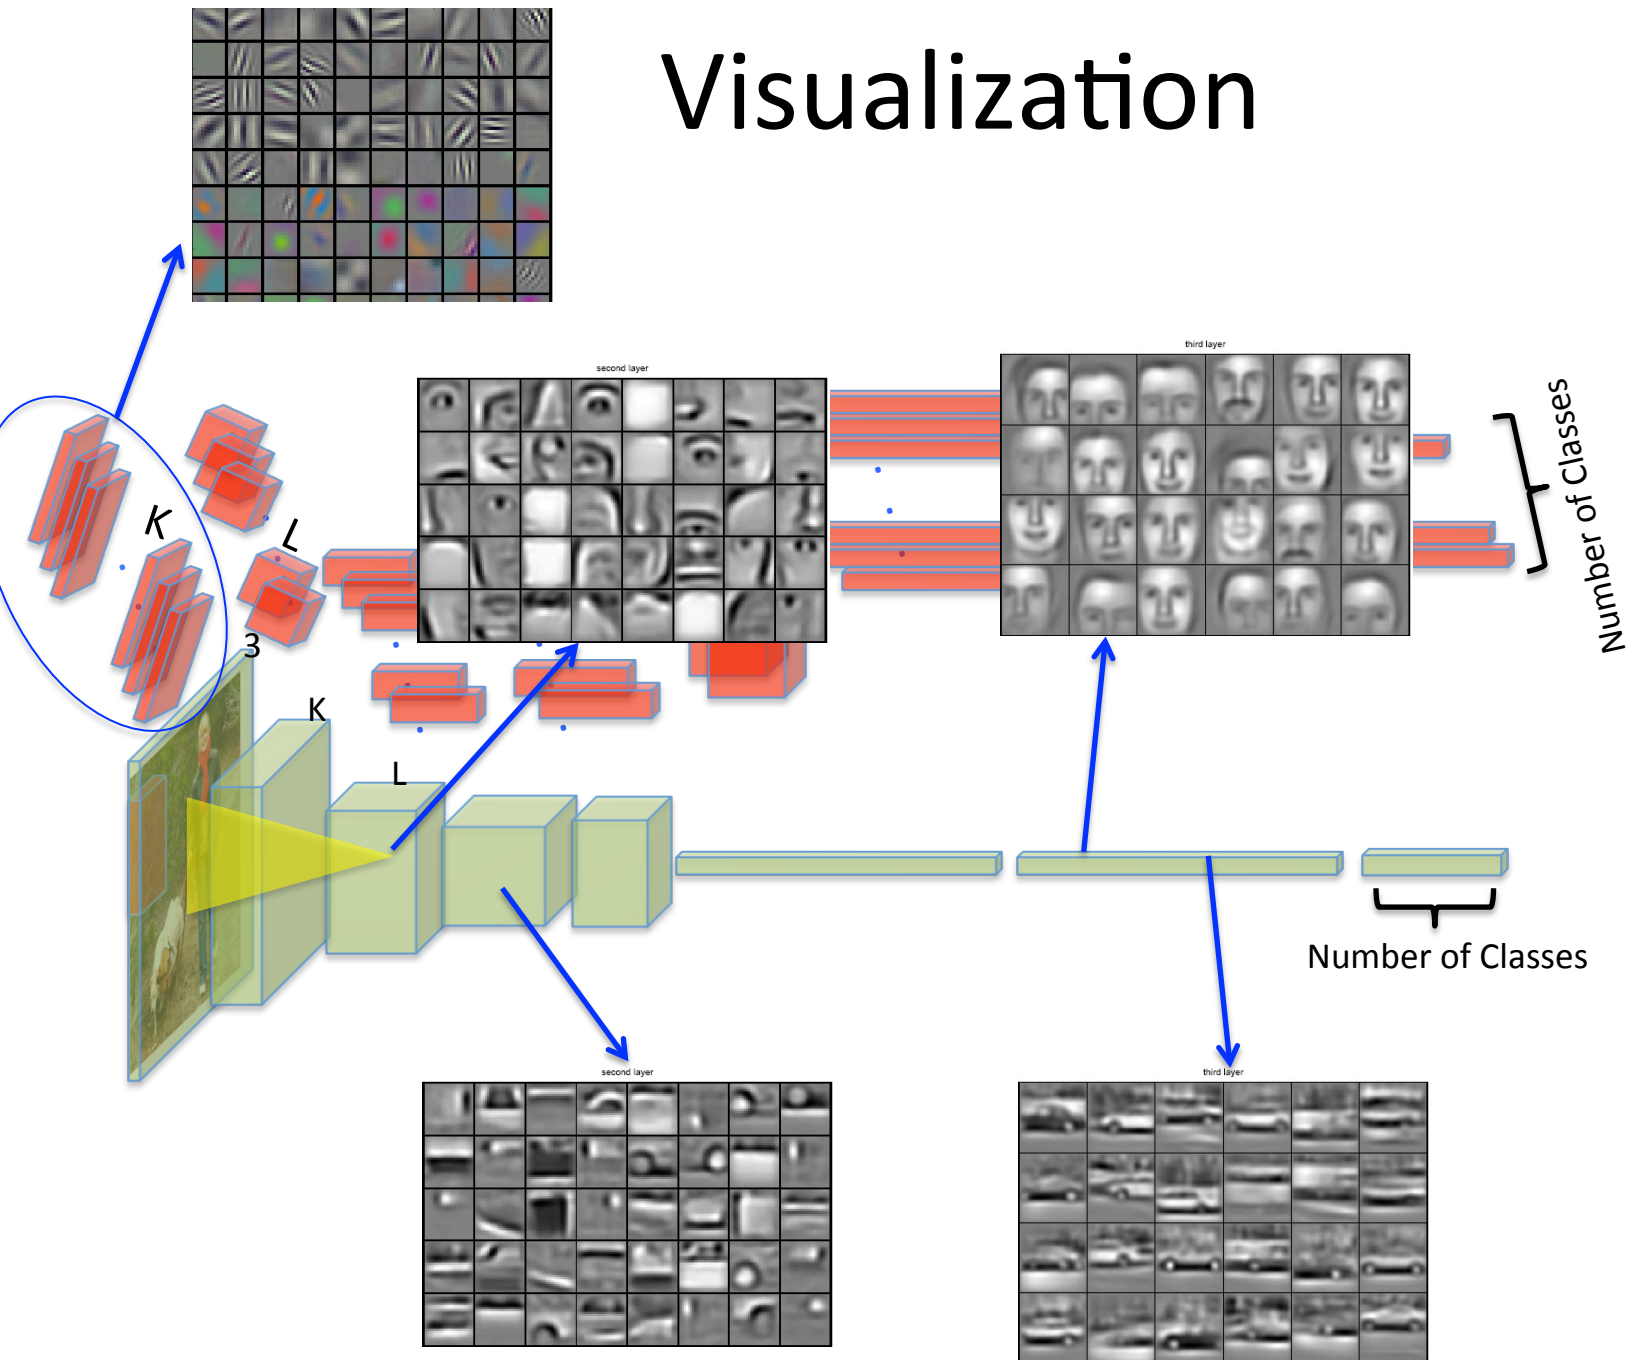 Visualization
third layer
second layer
Number of Classes
K
L
3
K
L
Number of Classes
second layer
third layer